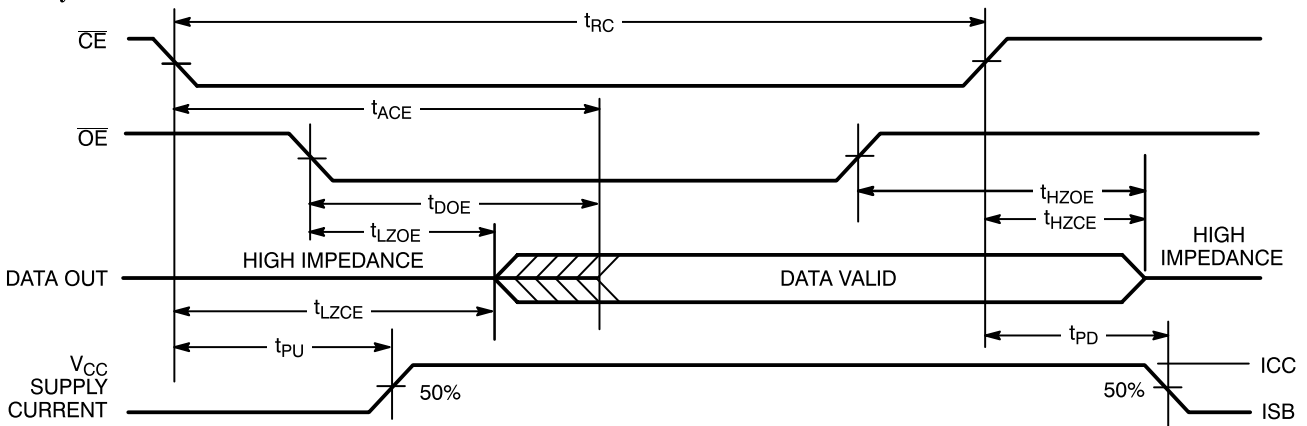 tRC
CE
tACE
OE
tDOE
tHZOE
tLZOE
tHZCE
HIGH IMPEDANCE
HIGH
IMPEDANCE
DATA OUT
DATA VALID
tLZCE
tPU
tPD
VCC
SUPPLY
CURRENT
50%
50%
ICC
ISB